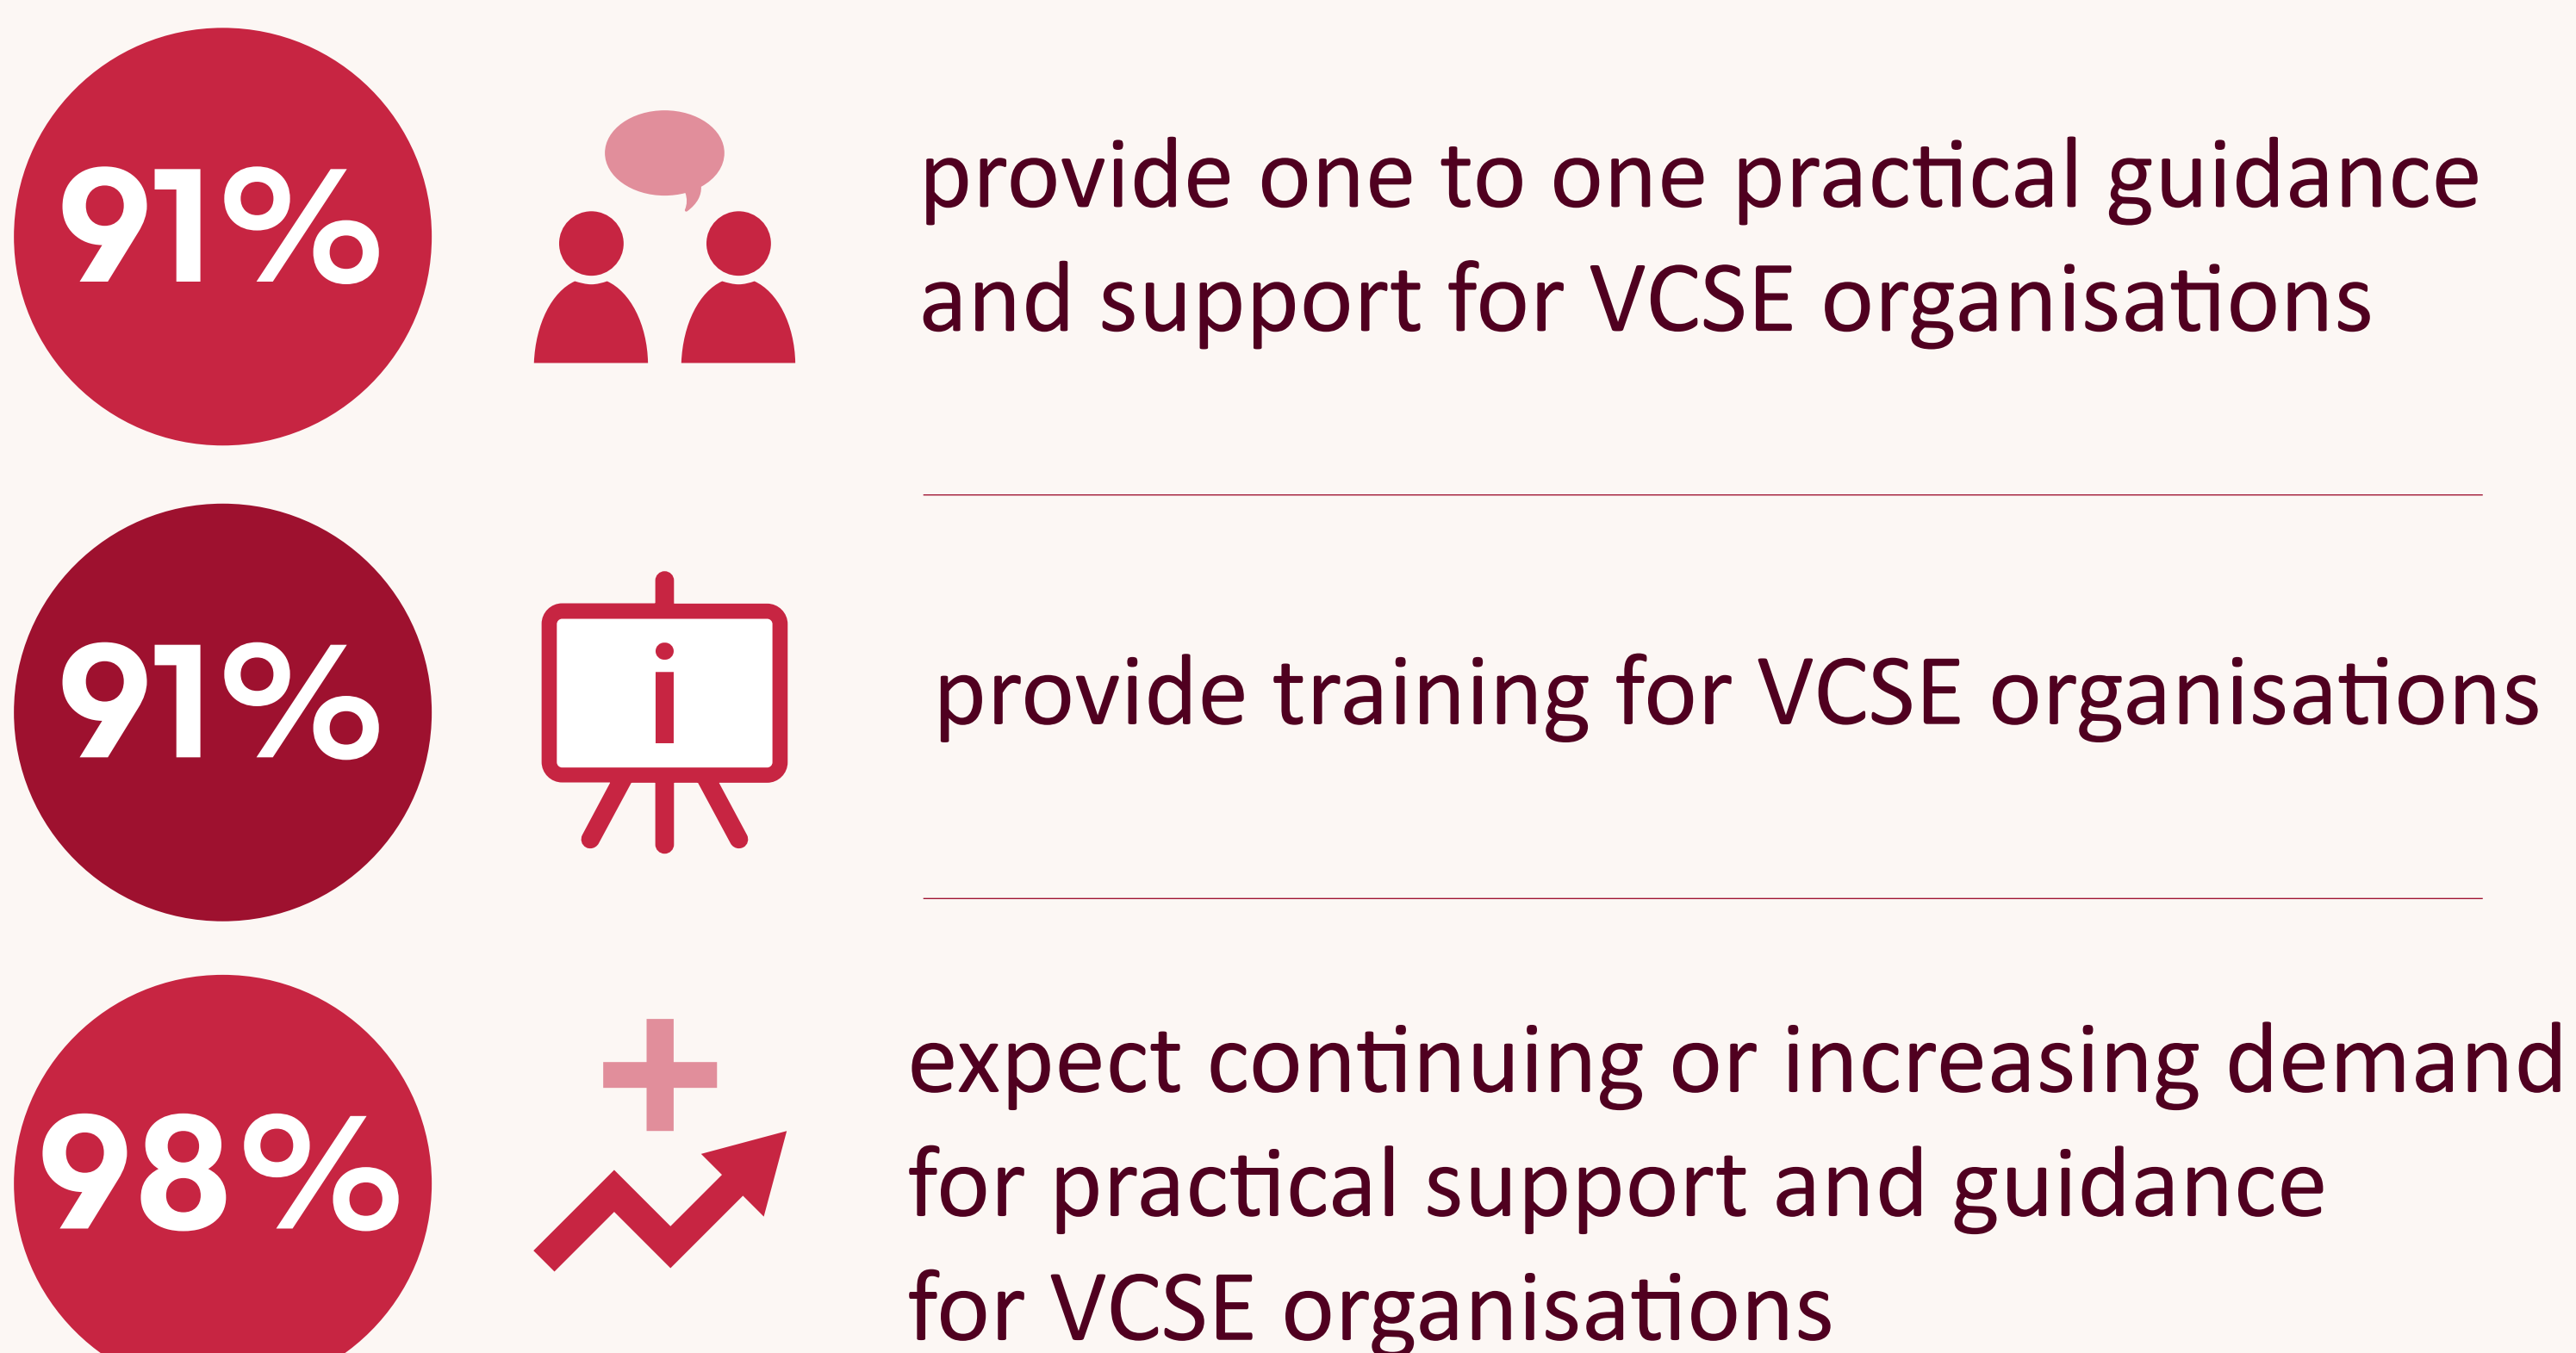 91%
provide one to one practical guidance
and support for VCSE organisations
91%
i
provide training for VCSE organisations
98%
expect continuing or increasing demand
for practical support and guidance
for VCSE organisations